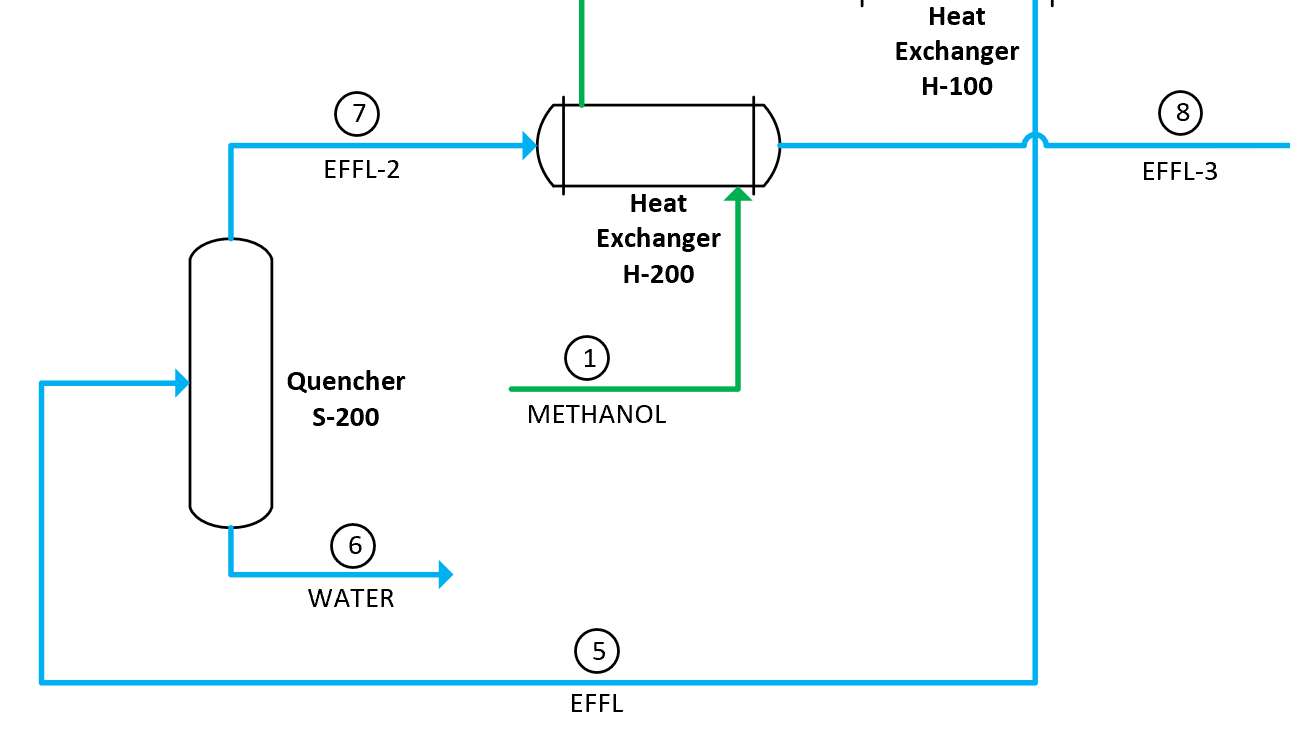 Heat
Exchanger
H-100
7
EFFL-2
8
EFFL-3
Heat
Exchanger
H-200
1
METHANOL
Quencher
S-200
6
WATER
5
EFFL